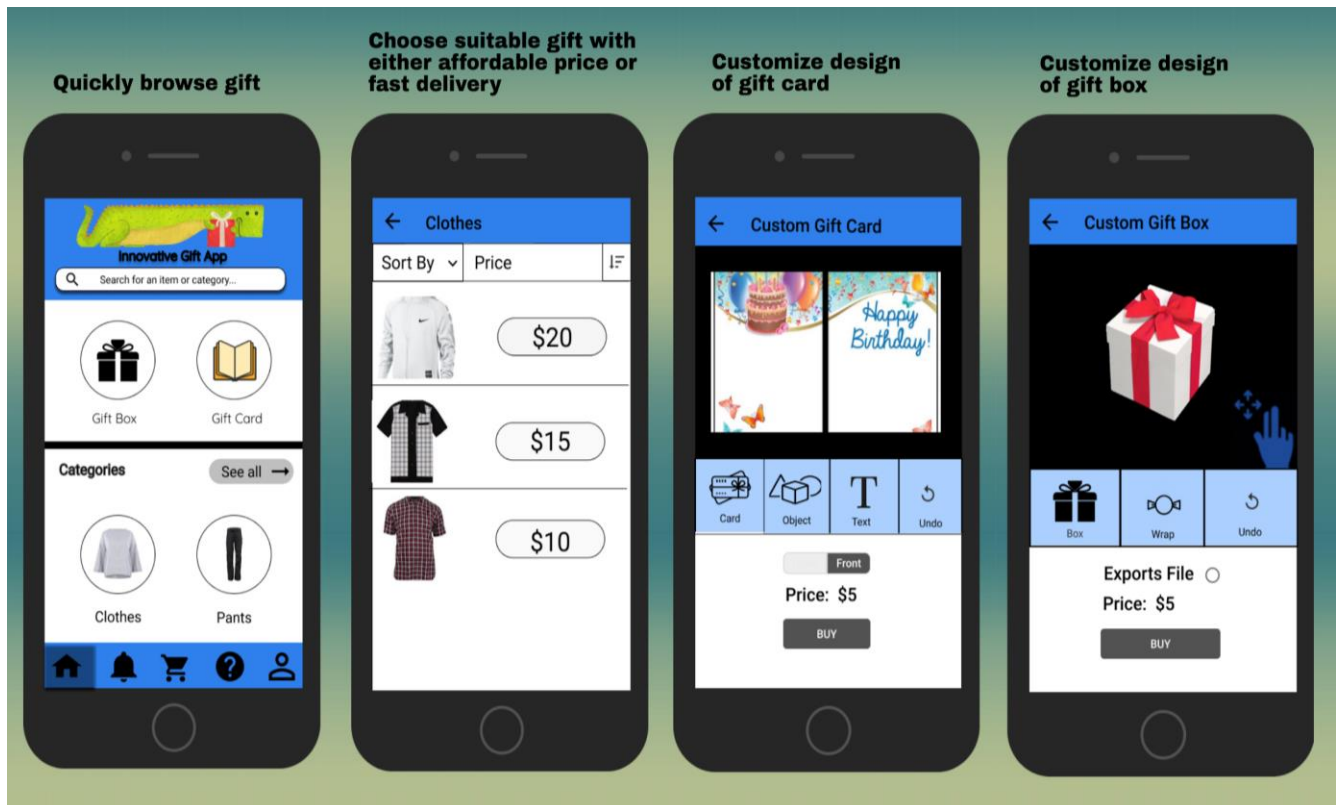 Quickly browse gift
Innovative Gift App
Search for an item or category...
Gift Box
Gift Card
Categories
See all
Clothes
Pants
Choose suitable gift with
either affordable price or
fast delivery
Clothes
Sort By
Price
$20
$15
$10
Customize design
of gift card
Custom Gift Card
Happy
Birthday!
Card
Object
T
Text
Undo
Front
Price: $5
BUY
Customize design
of gift box
Custom Gift Box
Box
Wrap
Undo
Exports File
Price: $5
BUY